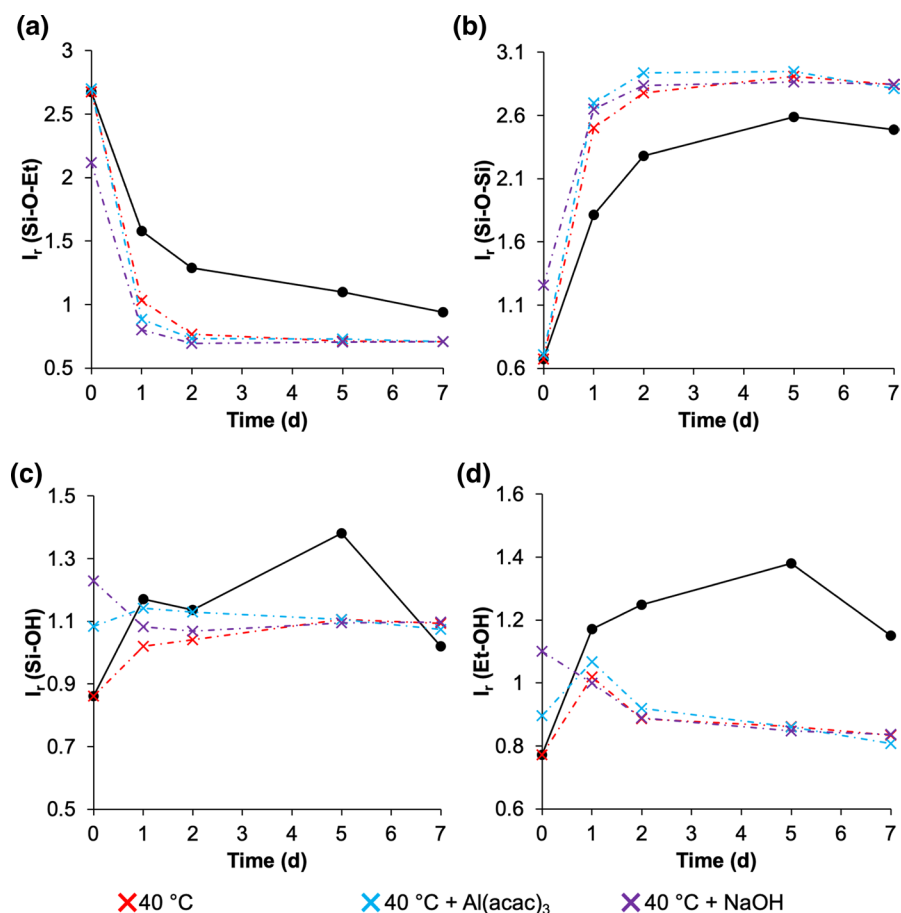 (a)
3
2.5
2
1.5
1
0.5
I_r (Si-O-Et)
0 1 2 3 4 5 6 7
Time (d)
(b)
3.1
2.6
2.1
1.6
1.1
0.6
I_r (Si-O-Si)
0 1 2 3 4 5 6 7
Time (d)
(c)
1.5
1.3
1.1
0.9
0.7
0.5
I_r (Si-OH)
0 1 2 3 4 5 6 7
Time (d)
(d)
1.6
1.4
1.2
1
0.8
0.6
I_r (Et-OH)
0 1 2 3 4 5 6 7
Time (d)
40 °C
40 °C + Al(acac)₃
40 °C + NaOH